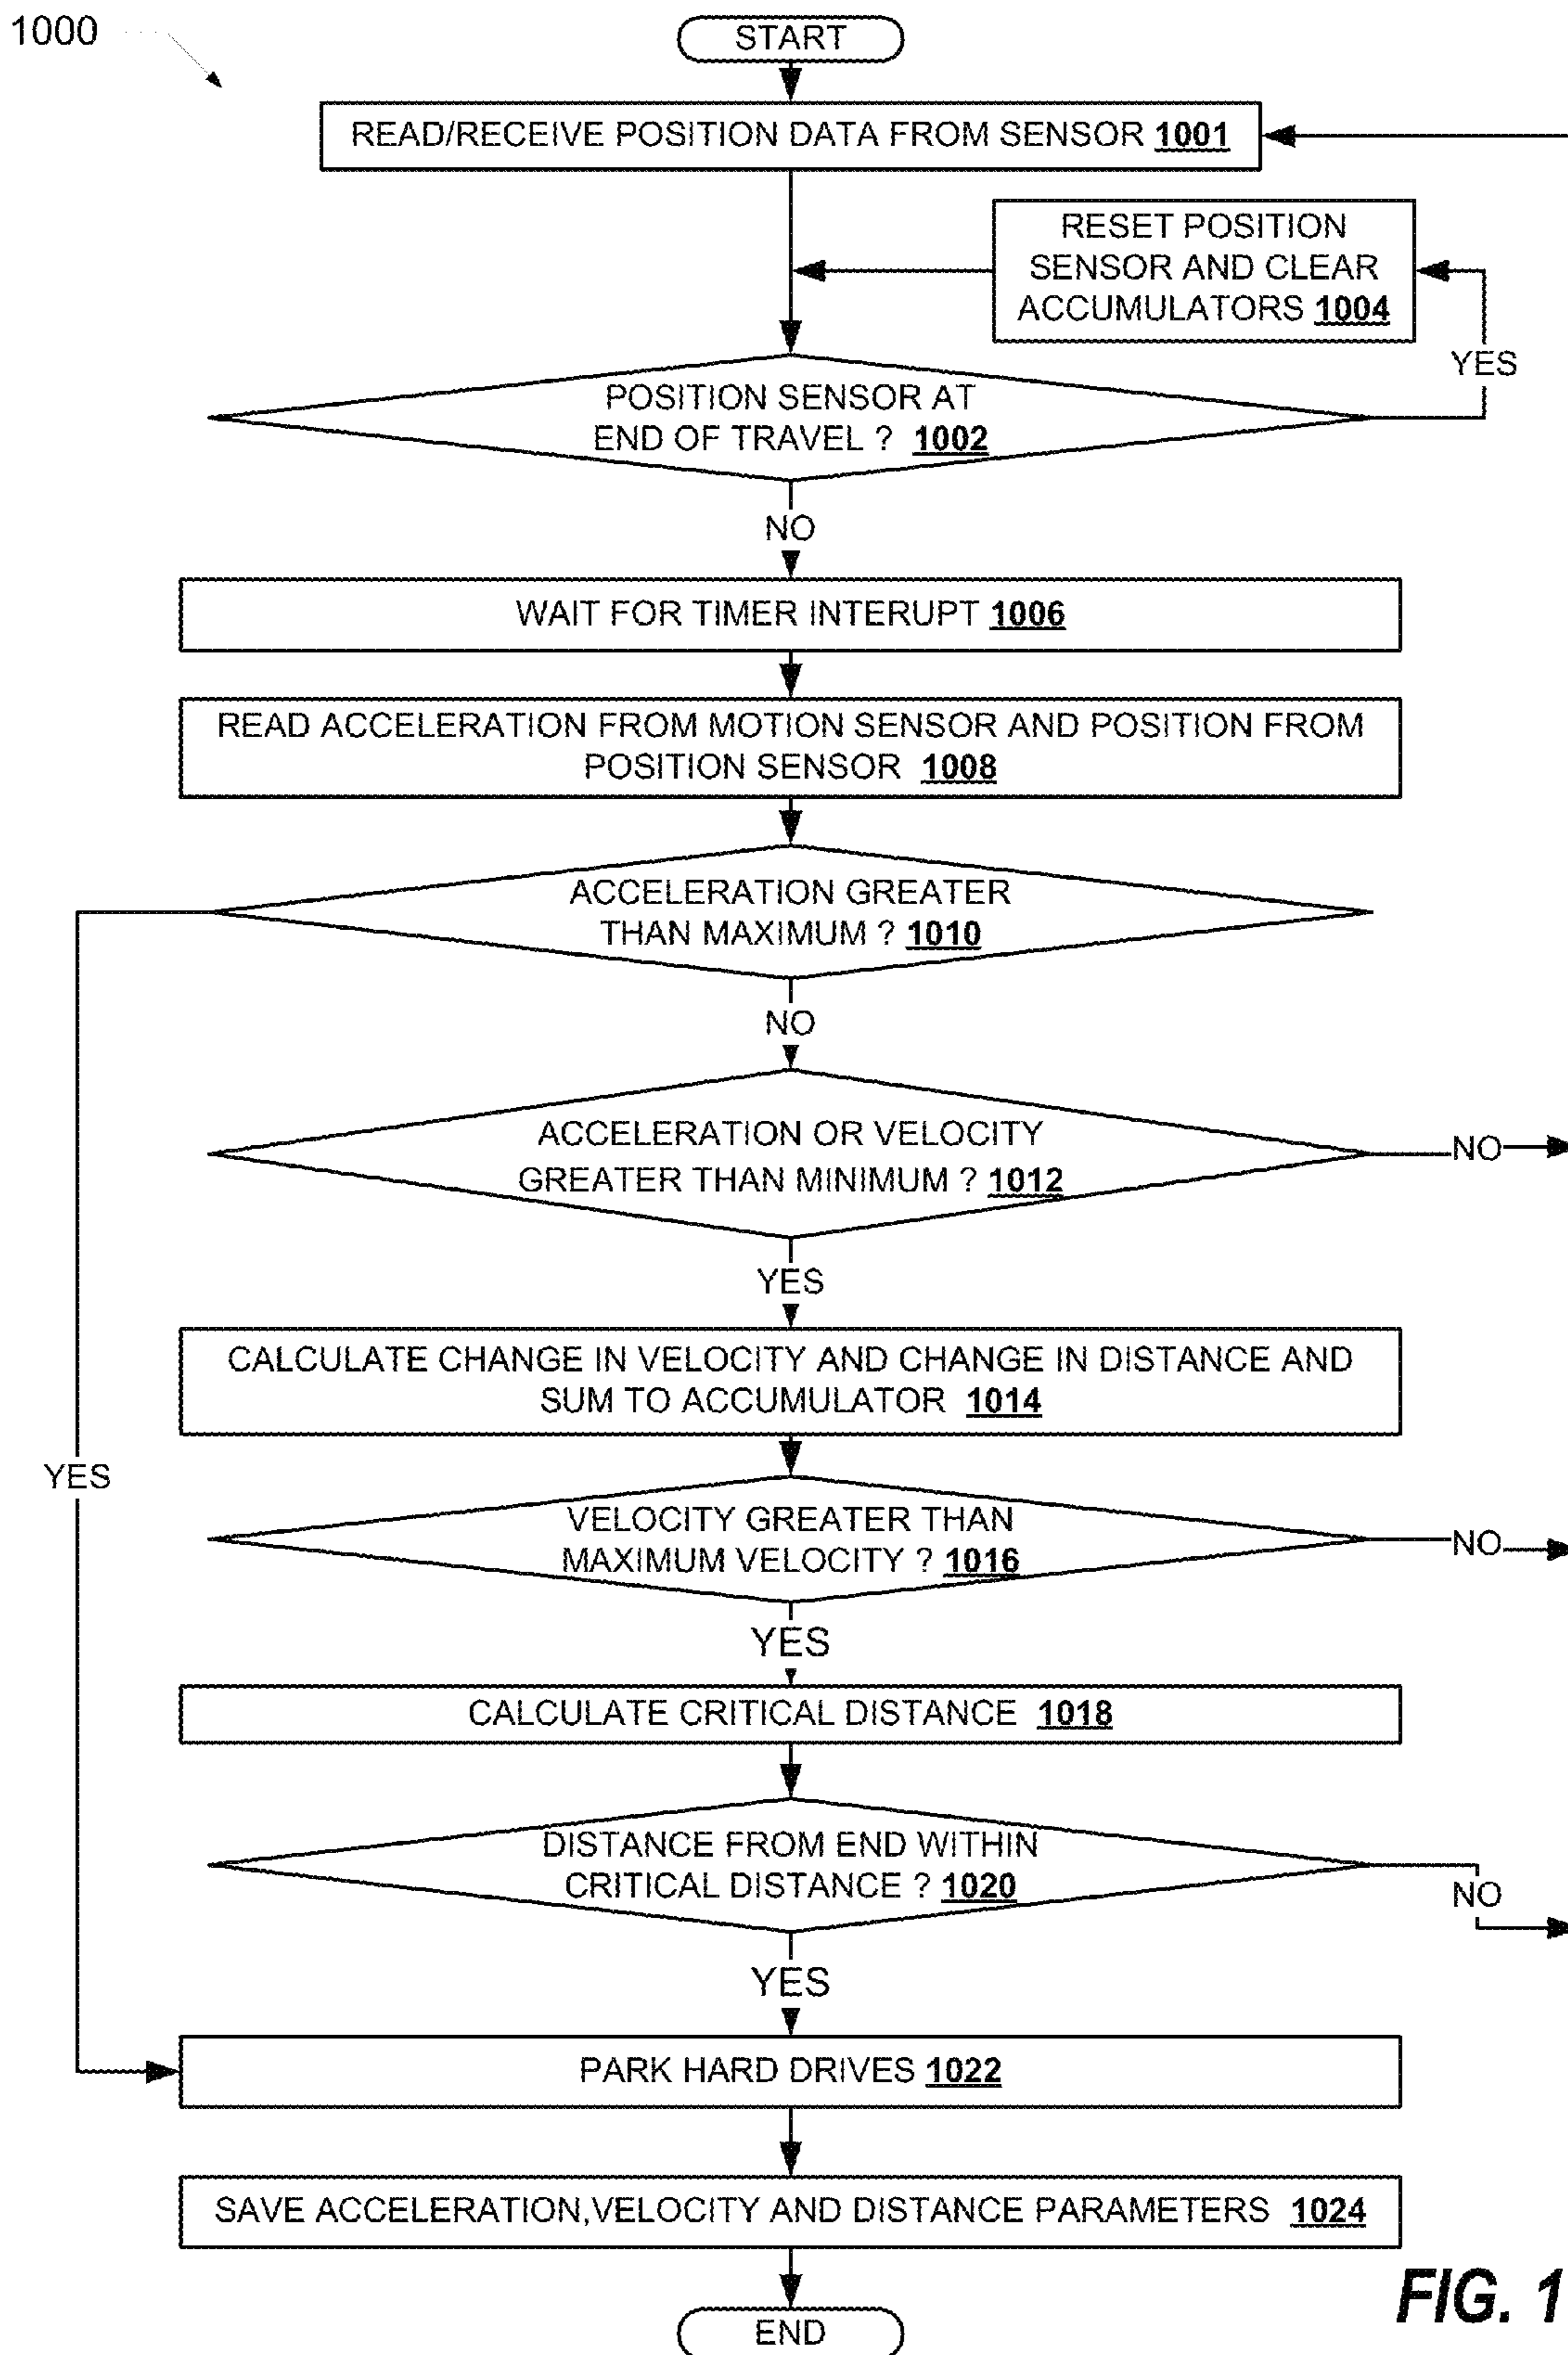 1000
START
READ/RECEIVE POSITION DATA FROM SENSOR 1001
RESET POSITION
SENSOR AND CLEAR
ACCUMULATORS 1004
YES
POSITION SENSOR AT
END OF TRAVEL ? 1002
NO
WAIT FOR TIMER INTERUPT 1006
READ ACCELERATION FROM MOTION SENSOR AND POSITION FROM
POSITION SENSOR 1008
ACCELERATION GREATER
THAN MAXIMUM ? 1010
NO
ACCELERATION OR VELOCITY
GREATER THAN MINIMUM ? 1012
NO
YES
CALCULATE CHANGE IN VELOCITY AND CHANGE IN DISTANCE AND
SUM TO ACCUMULATOR 1014
YES
VELOCITY GREATER THAN
MAXIMUM VELOCITY ? 1016
NO
YES
CALCULATE CRITICAL DISTANCE 1018
DISTANCE FROM END WITHIN
CRITICAL DISTANCE ? 1020
NO
YES
PARK HARD DRIVES 1022
SAVE ACCELERATION,VELOCITY AND DISTANCE PARAMETERS 1024
FIG. 1
END